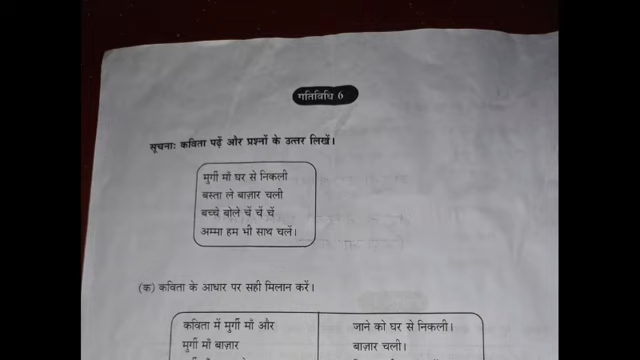 गतिविधि 6
सूचनाः कविता पढ़ें और प्रश्नों के उत्तर लिखें।
मुर्गी माँ घर से निकली
बस्ता ले बाज़ार चली
बच्चे बोले चें चें चें
अम्मा हम भी साथ चलें।
(क) कविता के आधार पर सही मिलान करें।
कविता में मुर्गी माँ और
जाने को घर से निकली।
मुर्गी माँ बाज़ार
बाज़ार चली।